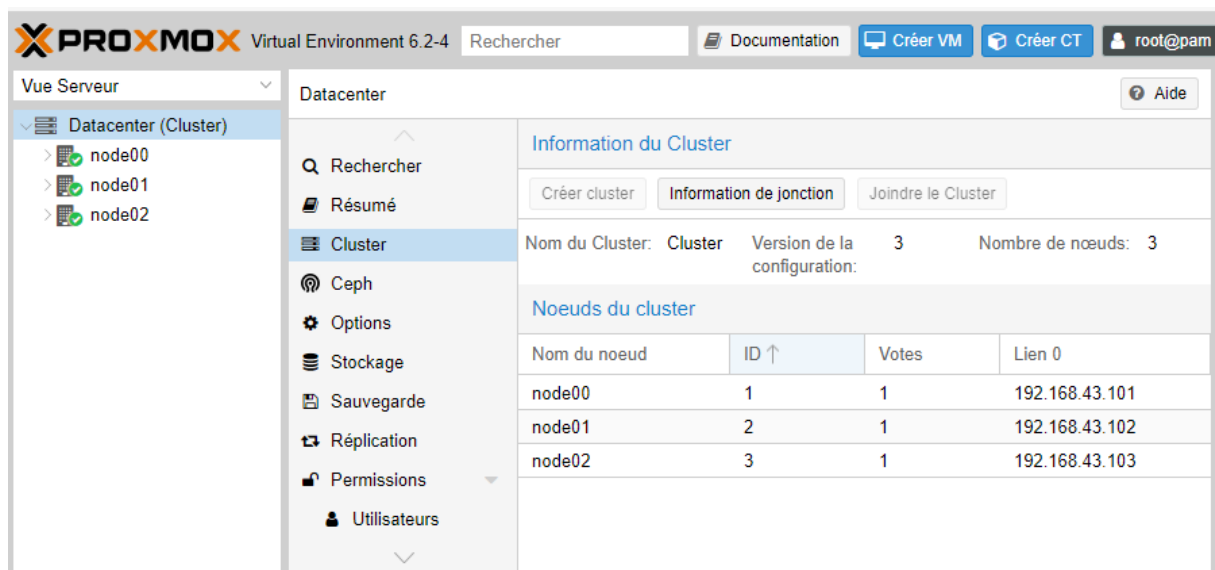 PROXMOX Virtual Environment 6.2-4 Rechercher Documentation Créer VM Créer CT root@pam
Vue Serveur
Datacenter (Cluster)
node00
node01
node02
Datacenter Aide
Rechercher
Résumé
Cluster
Ceph
Options
Stockage
Sauvegarde
Réplication
Permissions
Utilisateurs
Information du Cluster
Créer cluster Information de jonction Joindre le Cluster
Nom du Cluster: Cluster Version de la configuration: 3 Nombre de nœuds: 3
Noeuds du cluster
Nom du noeud ID Votes Lien 0
node00 1 1 192.168.43.101
node01 2 1 192.168.43.102
node02 3 1 192.168.43.103